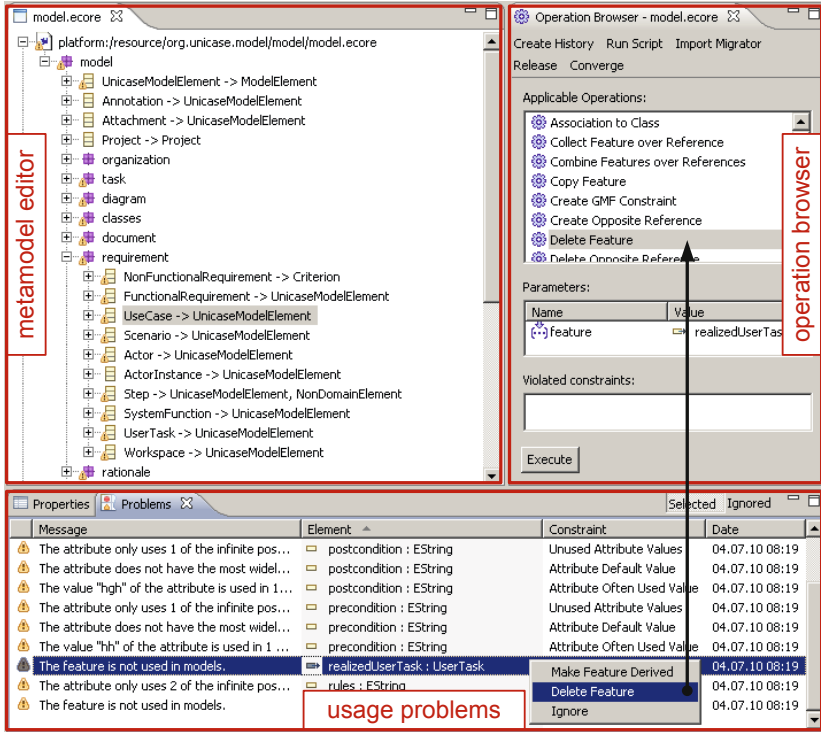 model.ecore
platform:/resource/org.unicase.model/model/model.ecore
model
UnicaseModelElement -> ModelElement
Annotation -> UnicaseModelElement
Attachment -> UnicaseModelElement
Project -> Project
organization
task
diagram
classes
document
requirement
NonFunctionalRequirement -> Criterion
FunctionalRequirement -> UnicaseModelElement
UseCase -> UnicaseModelElement
Scenario -> UnicaseModelElement
Actor -> UnicaseModelElement
ActorInstance -> UnicaseModelElement
Step -> UnicaseModelElement, NonDomainElement
SystemFunction -> UnicaseModelElement
UserTask -> UnicaseModelElement
Workspace -> UnicaseModelElement
rationale
metamodel editor
Operation Browser - model.ecore
Create History Run Script Import Migrator
Release Converge
Applicable Operations:
Association to Class
Collect Feature over Reference
Combine Features over References
Copy Feature
Create GMF Constraint
Create Opposite Reference
Delete Feature
Delete Opposite Reference
Parameters:
Name Value
feature realizedUserTas
Violated constraints:
Execute
operation browser
Properties Problems Selected Ignored
Message Element Constraint Date
The attribute only uses 1 of the infinite pos... postcondition : EString Unused Attribute Values 04.07.10 08:19
The attribute does not have the most widel... postcondition : EString Attribute Default Value 04.07.10 08:19
The value "hgh" of the attribute is used in 1... postcondition : EString Attribute Often Used Value 04.07.10 08:19
The attribute only uses 1 of the infinite pos... precondition : EString Unused Attribute Values 04.07.10 08:19
The attribute does not have the most widel... precondition : EString Attribute Default Value 04.07.10 08:19
The value "hh" of the attribute is used in 1 ... precondition : EString Attribute Often Used Value 04.07.10 08:19
The feature is not used in models. realizedUserTask : UserTask 04.07.10 08:19
The attribute only uses 2 of the infinite pos... rules : EString 04.07.10 08:19
The feature is not used in models. 04.07.10 08:19
Make Feature Derived
Delete Feature
Ignore
usage problems